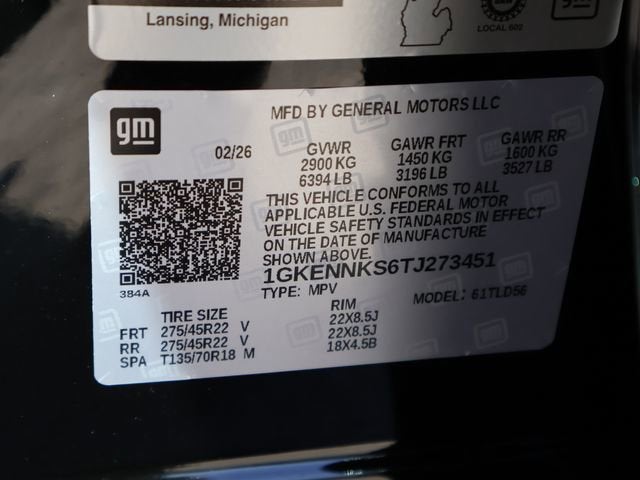 Lansing, Michigan
LOCAL 602
gm
MFD BY GENERAL MOTORS LLC
02/26
GVWR GAWR FRT GAWR RR
2900 KG 1450 KG 1600 KG
6394 LB 3196 LB 3527 LB
THIS VEHICLE CONFORMS TO ALL
APPLICABLE U.S. FEDERAL MOTOR
VEHICLE SAFETY STANDARDS IN EFFECT
ON THE DATE OF MANUFACTURE
SHOWN ABOVE.
384A
1GKENNKS6TJ273451
TYPE: MPV MODEL: 61TLD56
TIRE SIZE RIM
FRT 275/45R22 V 22X8.5J
RR 275/45R22 V 22X8.5J
SPA T135/70R18 M 18X4.5B